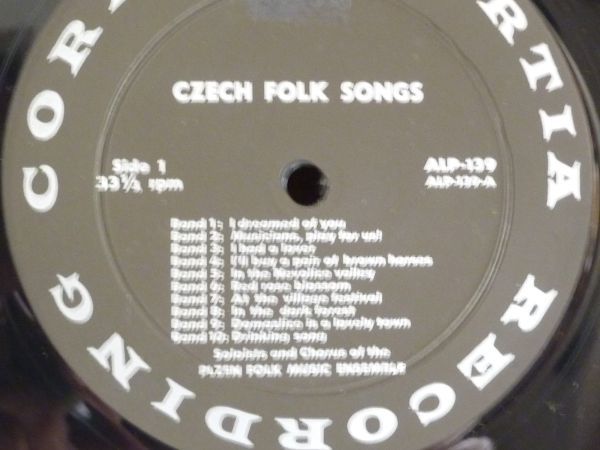 COR
RTIA
RECORDING
CZECH FOLK SONGS
Side 1
33⅓ rpm
ALP-139
ALP-139-A
Band 1: I dreamed of you
Band 2: Musicians, play for us!
Band 3: I had a lover
Band 4: I'll buy a pair of brown horses
Band 5: In the valley
Band 6: Red rose blossom
Band 7: At the village festival
Band 8: In the dark forest
Band 9: Domazlice is a lovely town
Band 10: Drinking song
Soloists and Chorus of the
PLZEN FOLK MUSIC ENSEMBLE